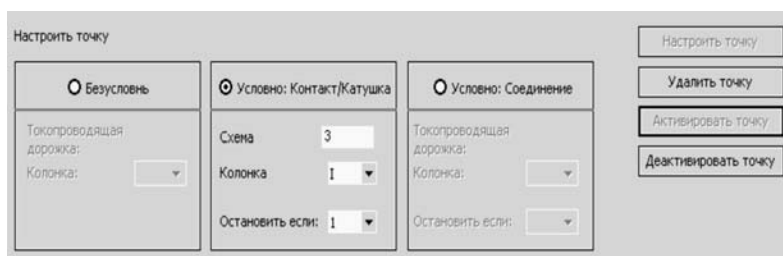 Настроить точку
Безусловнь
Токопроводящая
дорожка:
Колонка:
Условно: Контакт/Катушка
Схема 3
Колонка I
Остановить если: 1
Условно: Соединение
Токопроводящая
дорожка:
Колонка:
Остановить если:
Настроить точку
Удалить точку
Активировать точку
Деактивировать точку